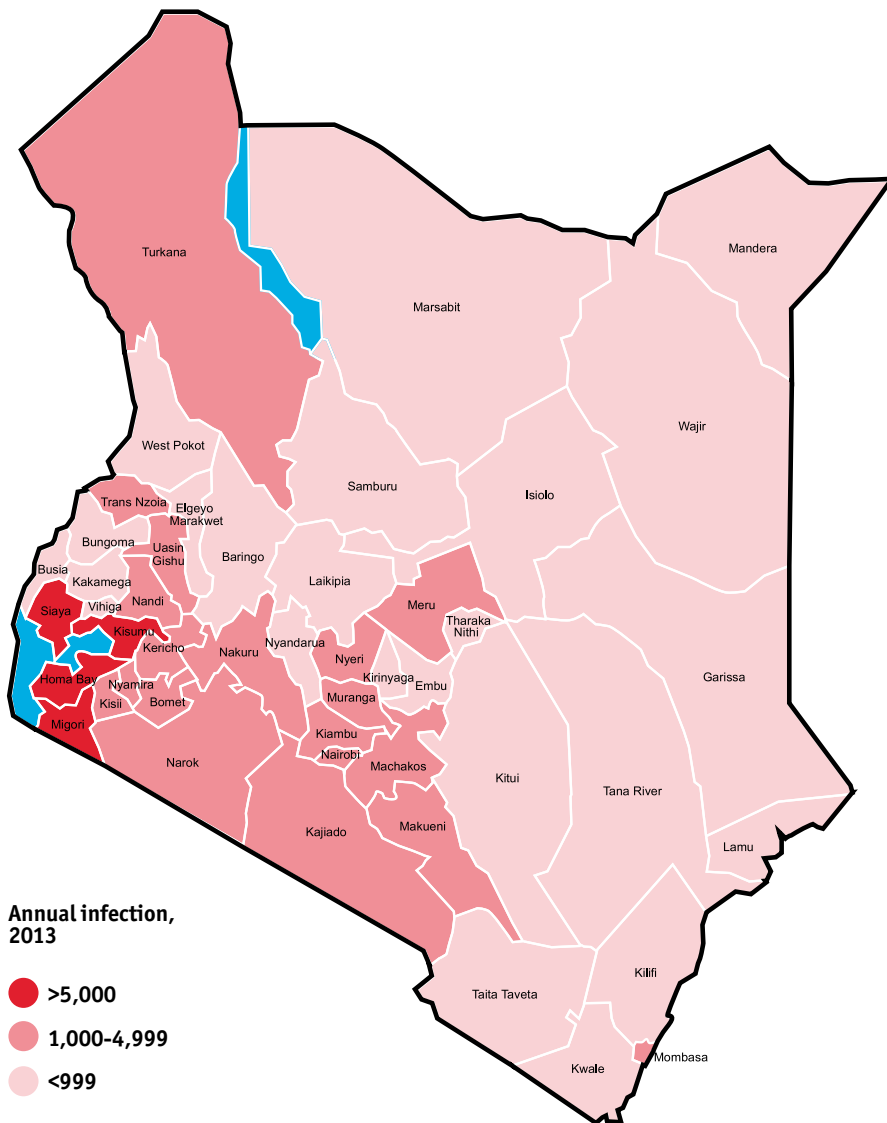 Turkana
Marsabit
Mandera
Wajir
West Pokot
Samburu
Isiolo
Trans Nzoia
Elgeyo
Marakwet
Bungoma
Uasin
Gishu
Baringo
Busia
Kakamega
Laikipia
Nandi
Meru
Siaya
Vihiga
Tharaka
Nithi
Kisumu
Kericho
Nakuru
Nyandarua
Nyeri
Kirinyaga
Embu
Garissa
Homa Bay
Nyamira
Kisii
Bomet
Muranga
Migori
Kiambu
Nairobi
Narok
Machakos
Kitui
Tana River
Kajiado
Makueni
Lamu
Taita Taveta
Kilifi
Kwale
Mombasa
Annual infection,
2013
>5,000
1,000-4,999
<999